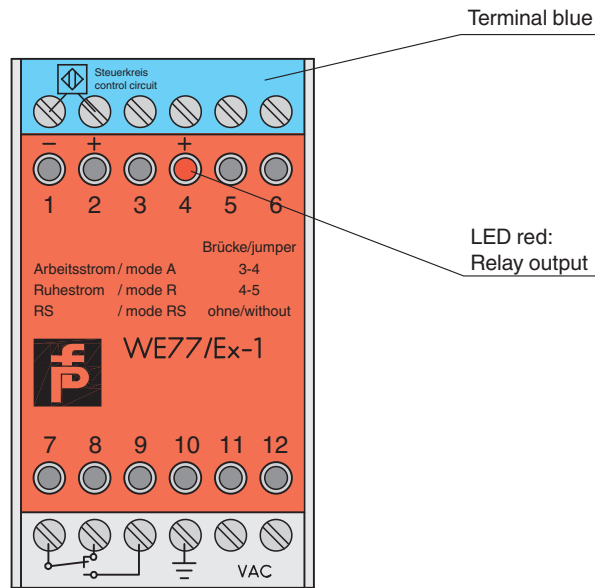 Terminal blue
Steuerkreis
control circuit
− + +
1 2 3 4 5 6
LED red:
Relay output
Brücke/jumper
Arbeitsstrom / mode A 3-4
Ruhestrom / mode R 4-5
RS / mode RS ohne/without
WE77/Ex-1
7 8 9 10 11 12
VAC